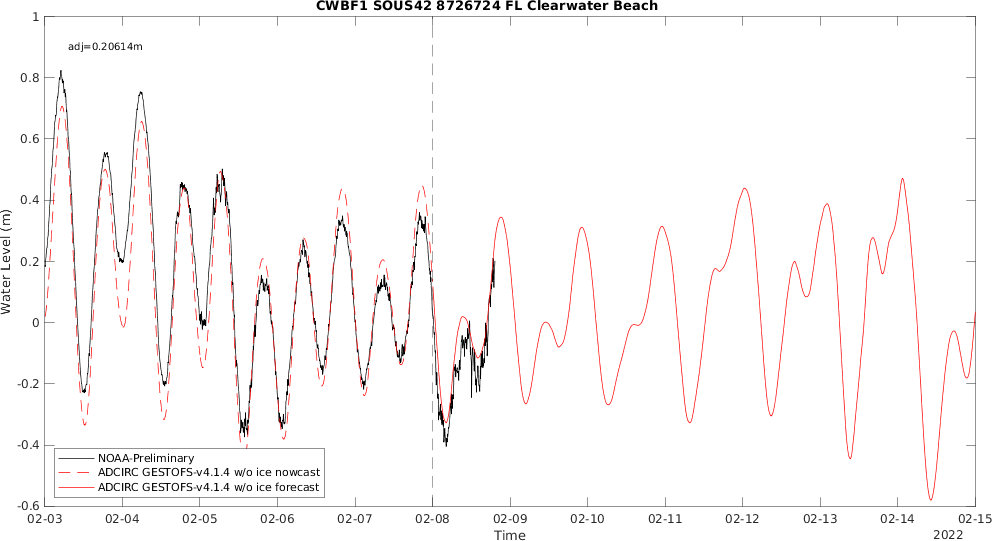 CWBF1 SOUS42 8726724 FL Clearwater Beach
adj=0.20614m
1
0.8
0.6
0.4
0.2
0
-0.2
-0.4
-0.6
Water Level (m)
NOAA-Preliminary
ADCIRC GESTOFS-v4.1.4 w/o ice nowcast
ADCIRC GESTOFS-v4.1.4 w/o ice forecast
02-03 02-04 02-05 02-06 02-07 02-08 02-09 02-10 02-11 02-12 02-13 02-14 02-15
Time
2022